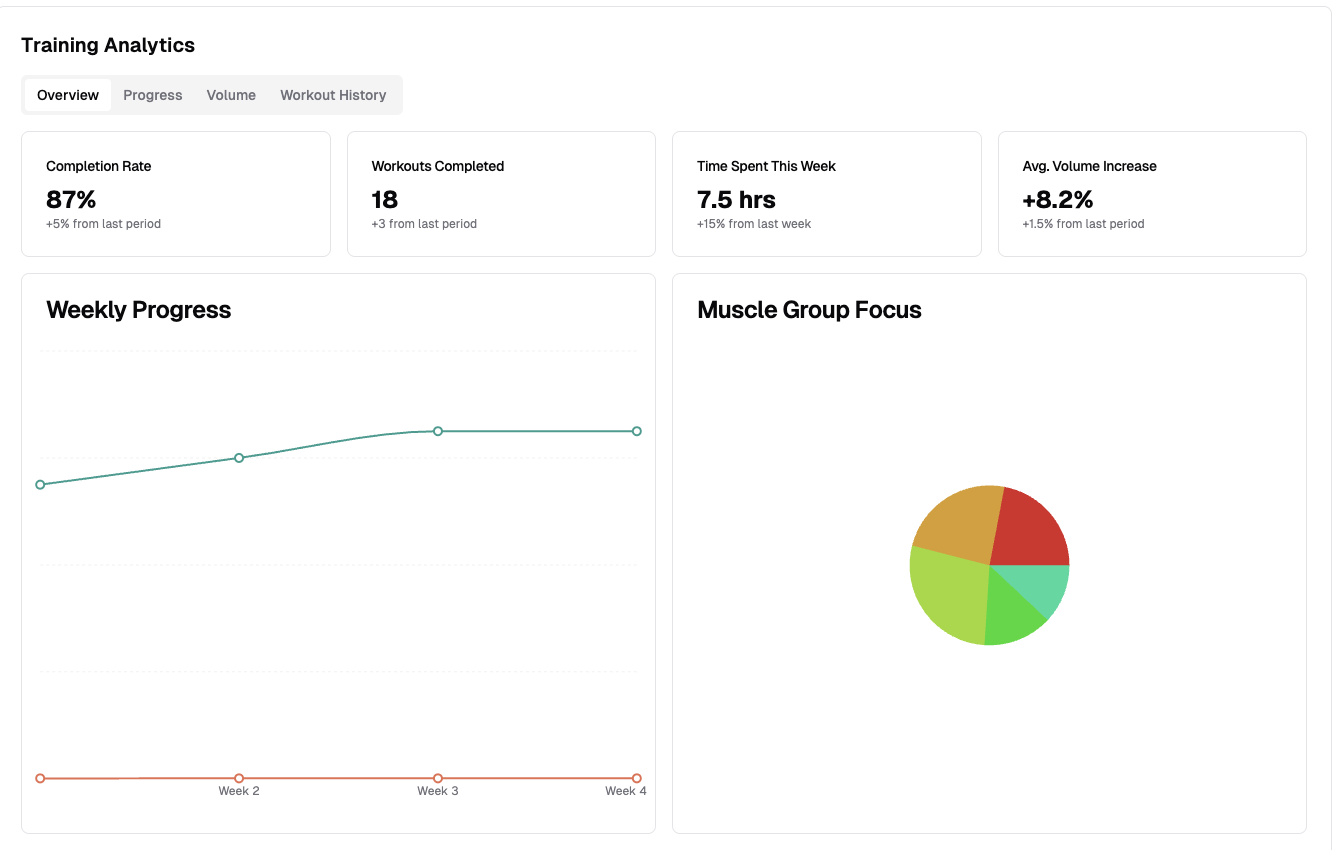 Training Analytics
Overview Progress Volume Workout History
Completion Rate
87%
+5% from last period
Workouts Completed
18
+3 from last period
Time Spent This Week
7.5 hrs
+15% from last week
Avg. Volume Increase
+8.2%
+1.5% from last period
Weekly Progress
Week 2 Week 3 Week 4
Muscle Group Focus